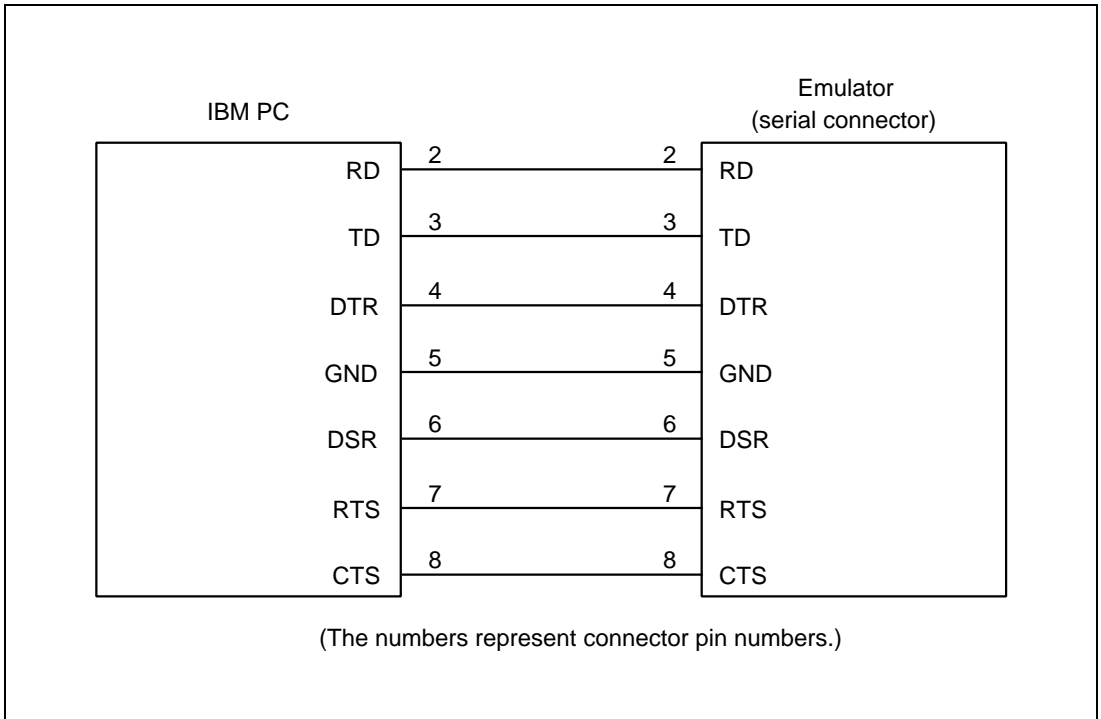 IBM PC
Emulator
(serial connector)
RD 2 2 RD
TD 3 3 TD
DTR 4 4 DTR
GND 5 5 GND
DSR 6 6 DSR
RTS 7 7 RTS
CTS 8 8 CTS
(The numbers represent connector pin numbers.)